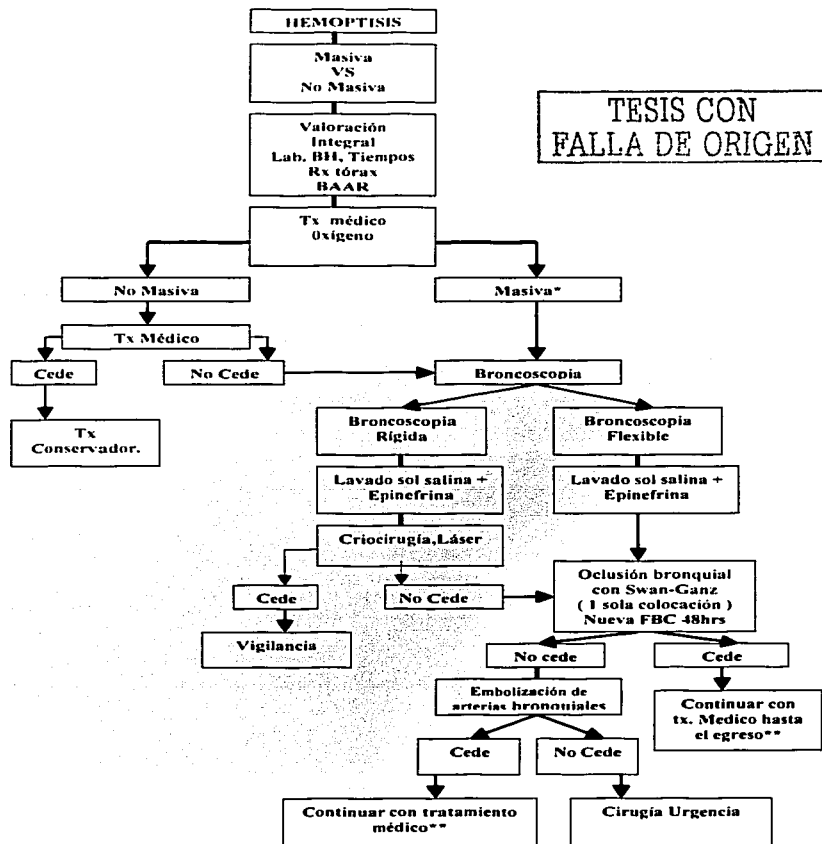 HEMOPTISIS
Masiva
VS
No Masiva
TESIS CON
FALLA DE ORIGEN
Valoración
Integral
Lab. BH, Tiempos
Rx tórax
BAAR
Tx médico
0xígeno
No Masiva
Masiva*
Tx Médico
Cede
No Cede
Broncoscopia
Tx
Conservador.
Broncoscopia
Rígida
Broncoscopia
Flexible
Lavado sol salina +
Epinefrina
Lavado sol salina +
Epinefrina
Criocirugía,Láser
Cede
No Cede
Oclusión bronquial
con Swan-Ganz
( 1 sola colocación )
Nueva FBC 48hrs
Vigilancia
No cede
Cede
Embolización de
arterias bronquiales
Continuar con
tx. Medico hasta
el egreso**
Cede
No Cede
Continuar con tratamiento
médico**
Cirugía Urgencia